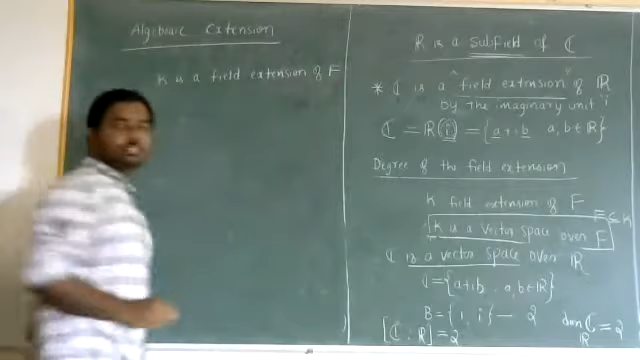 Algebraic Extension
K is a field extension of F
R is a subfield of ℂ
* ℂ is a "field extension" of ℝ
by the imaginary unit 'i'
ℂ = ℝ(i) = {a+ib a, b ∈ ℝ}
Degree of the field extension
K field extension of F
F ⊆ K
K is a vector space over F
ℂ is a vector space over ℝ
ℂ = {a+ib, a, b ∈ ℝ}
B = {1, i} — 2
dim_ℝ ℂ = 2
[ℂ : ℝ] = 2